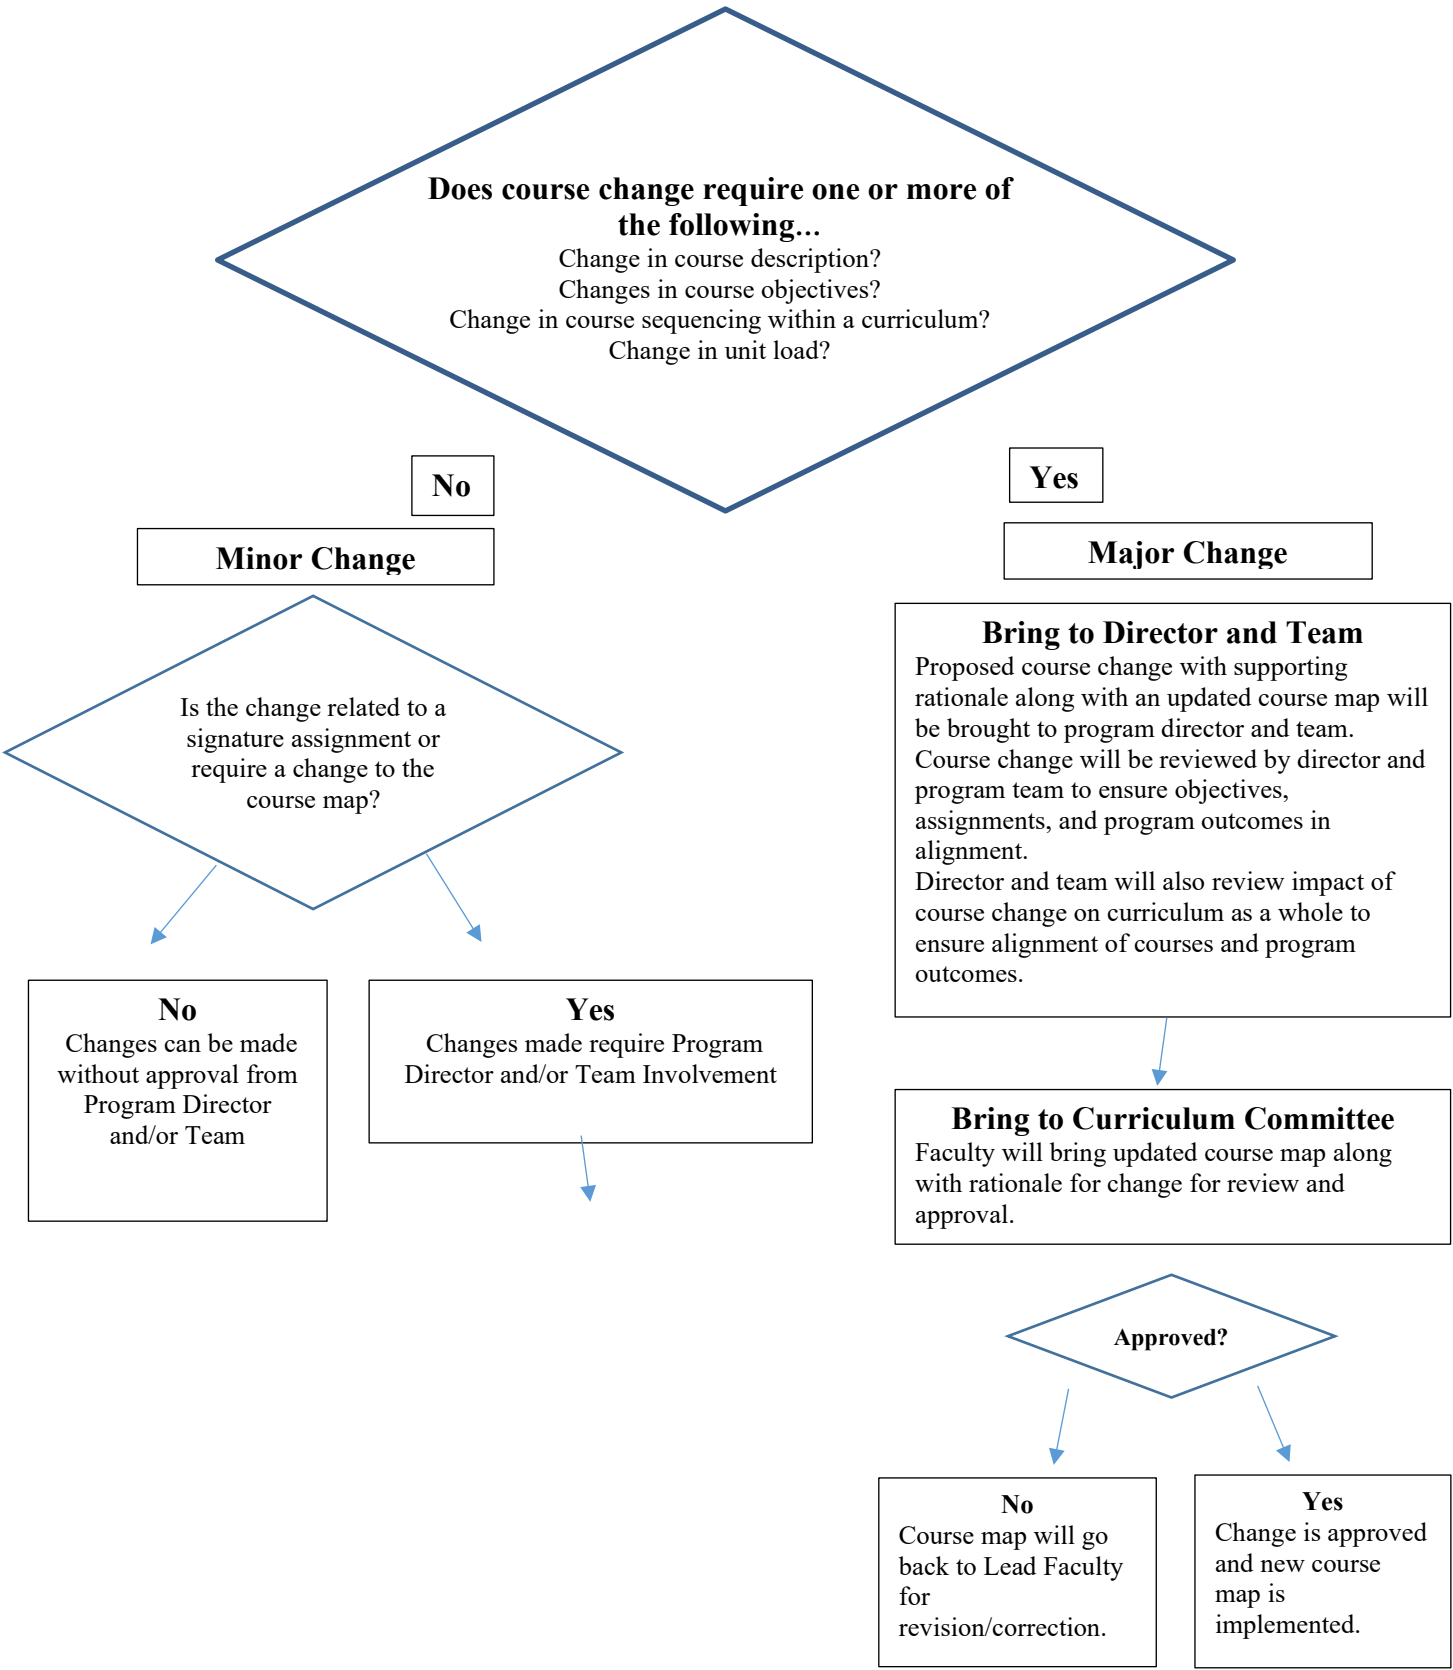 Does course change require one or more of
the following...
Change in course description?
Changes in course objectives?
Change in course sequencing within a curriculum?
Change in unit load?
No
Yes
Minor Change
Major Change
Is the change related to a
signature assignment or
require a change to the
course map?
No
Changes can be made
without approval from
Program Director
and/or Team
Yes
Changes made require Program
Director and/or Team Involvement
Bring to Director and Team
Proposed course change with supporting
rationale along with an updated course map will
be brought to program director and team.
Course change will be reviewed by director and
program team to ensure objectives,
assignments, and program outcomes in
alignment.
Director and team will also review impact of
course change on curriculum as a whole to
ensure alignment of courses and program
outcomes.
Bring to Curriculum Committee
Faculty will bring updated course map along
with rationale for change for review and
approval.
Approved?
No
Course map will go
back to Lead Faculty
for
revision/correction.
Yes
Change is approved
and new course
map is
implemented.